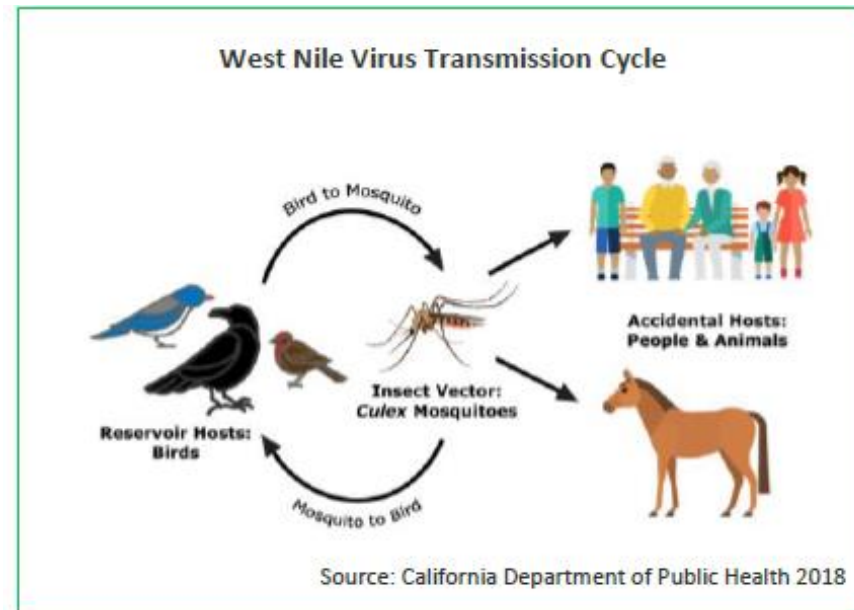 West Nile Virus Transmission Cycle
Bird to Mosquito
Accidental Hosts:
People & Animals
Insect Vector:
Culex Mosquitoes
Reservoir Hosts:
Birds
Mosquito to Bird
Source: California Department of Public Health 2018